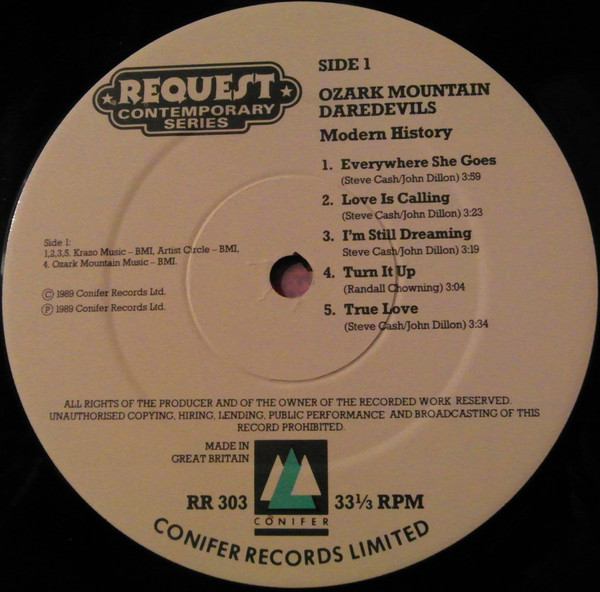 REQUEST
CONTEMPORARY
SERIES
SIDE 1
OZARK MOUNTAIN
DAREDEVILS
Modern History
1. Everywhere She Goes
(Steve Cash/John Dillon) 3:59
2. Love Is Calling
(Steve Cash/John Dillon) 3:23
3. I'm Still Dreaming
Steve Cash/John Dillon) 3:19
4. Turn It Up
(Randall Chowning) 3:04
5. True Love
(Steve Cash/John Dillon) 3:34
Side 1:
1,2,3,5. Krazo Music – BMI, Artist Circle – BMI,
4. Ozark Mountain Music – BMI.
Ⓒ 1989 Conifer Records Ltd.
Ⓟ 1989 Conifer Records Ltd.
ALL RIGHTS OF THE PRODUCER AND OF THE OWNER OF THE RECORDED WORK RESERVED.
UNAUTHORISED COPYING, HIRING, LENDING, PUBLIC PERFORMANCE AND BROADCASTING OF THIS
RECORD PROHIBITED.
MADE IN
GREAT BRITAIN
RR 303
CONIFER
33⅓ RPM
CONIFER RECORDS LIMITED